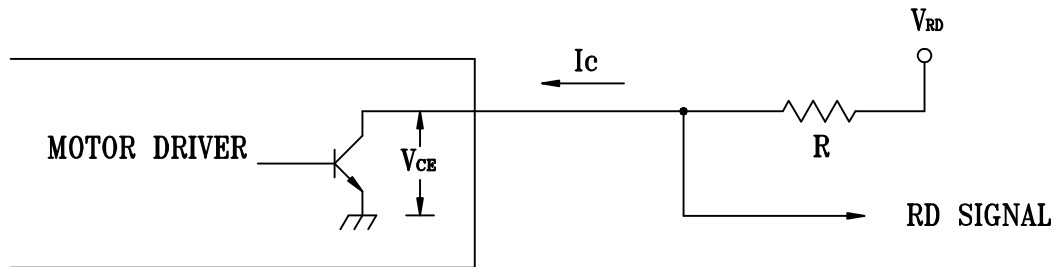 VRD
Ic
MOTOR DRIVER
VCE
R
RD SIGNAL